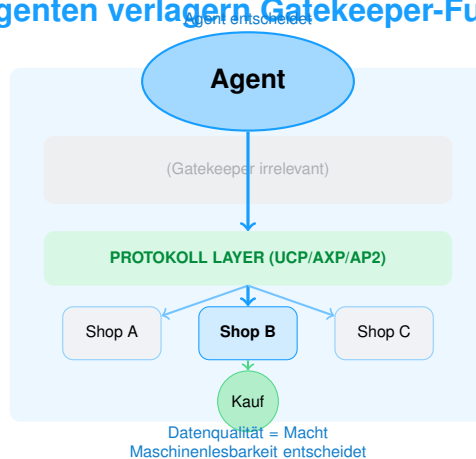 genten verlagern Gatekeeper-Fu
Agent entscheidet
Agent
(Gatekeeper irrelevant)
PROTOKOLL LAYER (UCP/AXP/AP2)
Shop A
Shop B
Shop C
Kauf
Datenqualität = Macht
Maschinenlesbarkeit entscheidet